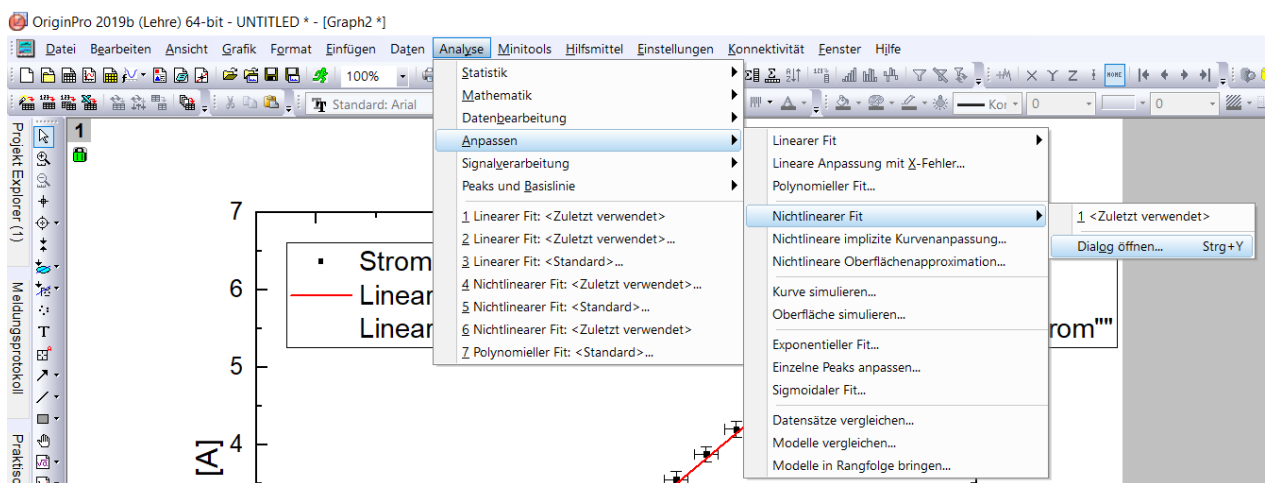 OriginPro 2019b (Lehre) 64-bit - UNTITLED * - [Graph2 *]
Datei Bearbeiten Ansicht Grafik Format Einfügen Daten Analyse Minitools Hilfsmittel Einstellungen Konnektivität Fenster Hilfe
100%
X Y Z
Standard: Arial
0
0
Projekt Explorer (1)
Meldungsprotokoll
1
Statistik
Mathematik
Datenbearbeitung
Anpassen
Signalverarbeitung
Peaks und Basislinie
1 Linearer Fit: <Zuletzt verwendet>
2 Linearer Fit: <Zuletzt verwendet>...
3 Linearer Fit: <Standard>...
4 Nichtlinearer Fit: <Zuletzt verwendet>...
5 Nichtlinearer Fit: <Standard>...
6 Nichtlinearer Fit: <Zuletzt verwendet>
7 Polynomieller Fit: <Standard>...
Linearer Fit
Lineare Anpassung mit X-Fehler...
Polynomieller Fit...
Nichtlinearer Fit
Nichtlineare implizite Kurvenanpassung...
Nichtlineare Oberflächenapproximation...
Kurve simulieren...
Oberfläche simulieren...
Exponentieller Fit...
Einzelne Peaks anpassen...
Sigmoidaler Fit...
Datensätze vergleichen...
Modelle vergleichen...
Modelle in Rangfolge bringen...
1 <Zuletzt verwendet>
Dialog öffnen... Strg+Y
7
6
5
4
[A]
Strom
Linear
Linear
rom""